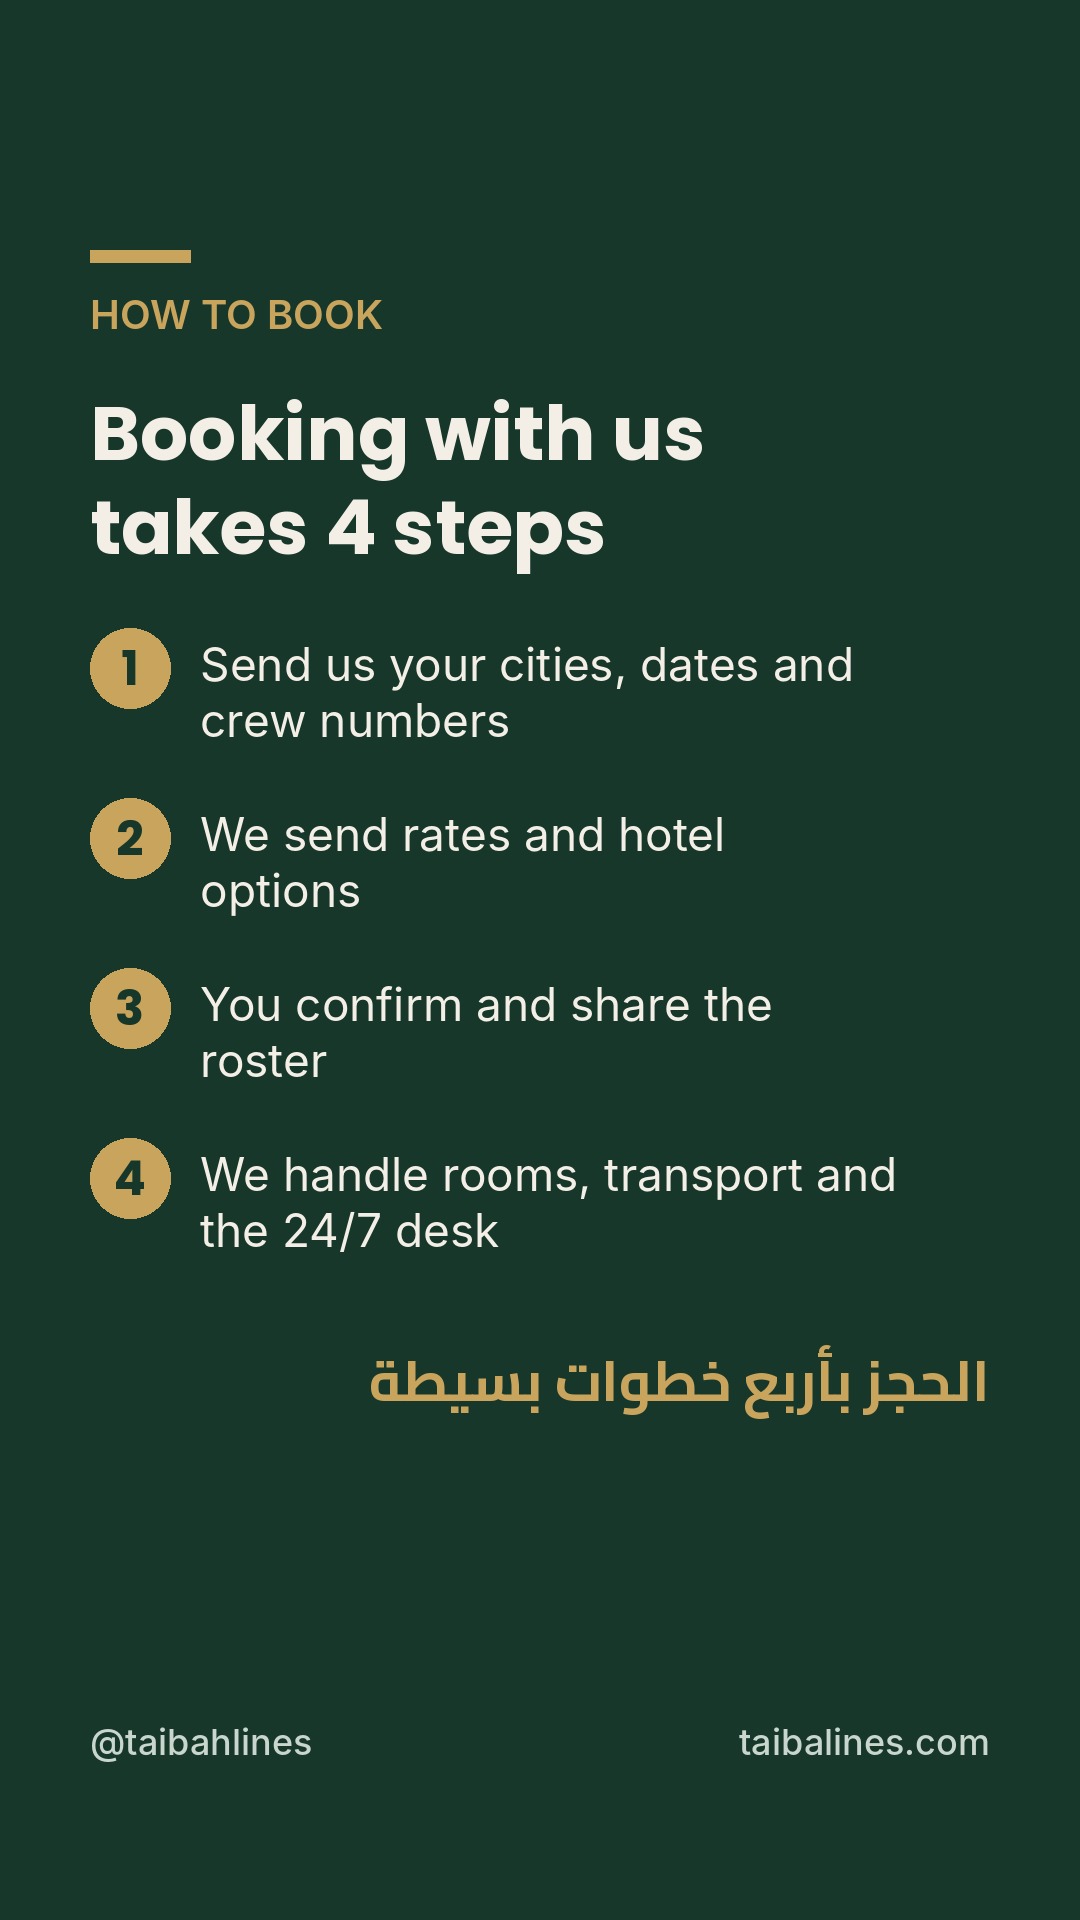 HOW TO BOOK
Booking with us
takes 4 steps
1 Send us your cities, dates and
crew numbers
2 We send rates and hotel
options
3 You confirm and share the
roster
4 We handle rooms, transport and
the 24/7 desk
الحجز بأربع خطوات بسيطة
@taibahlines taibalines.com